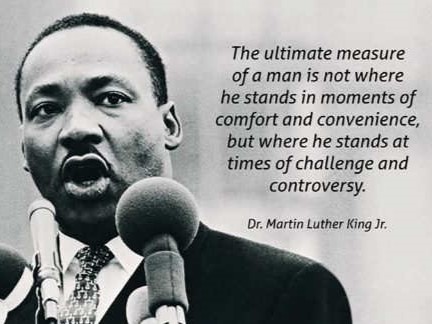 The ultimate measure
of a man is not where
he stands in moments of
comfort and convenience,
but where he stands at
times of challenge and
controversy.
Dr. Martin Luther King Jr.